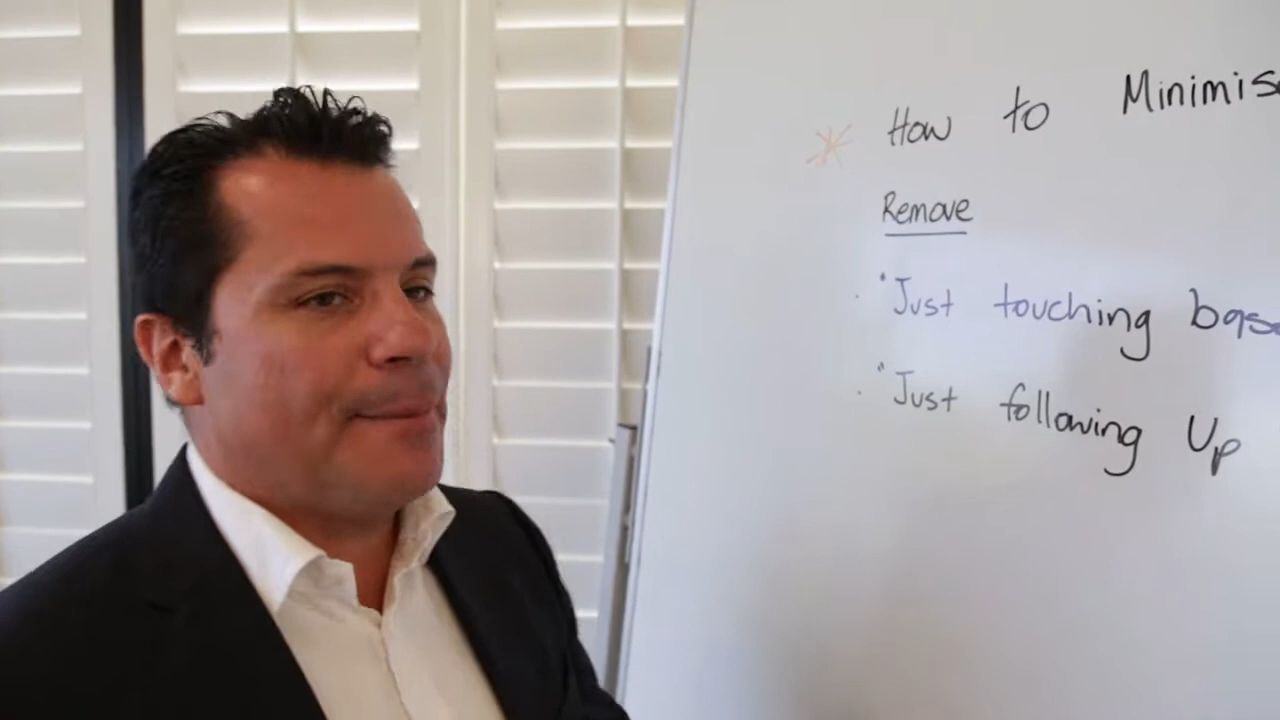 * How to Minimis
Remove
· "Just touching bas
· "Just following Up